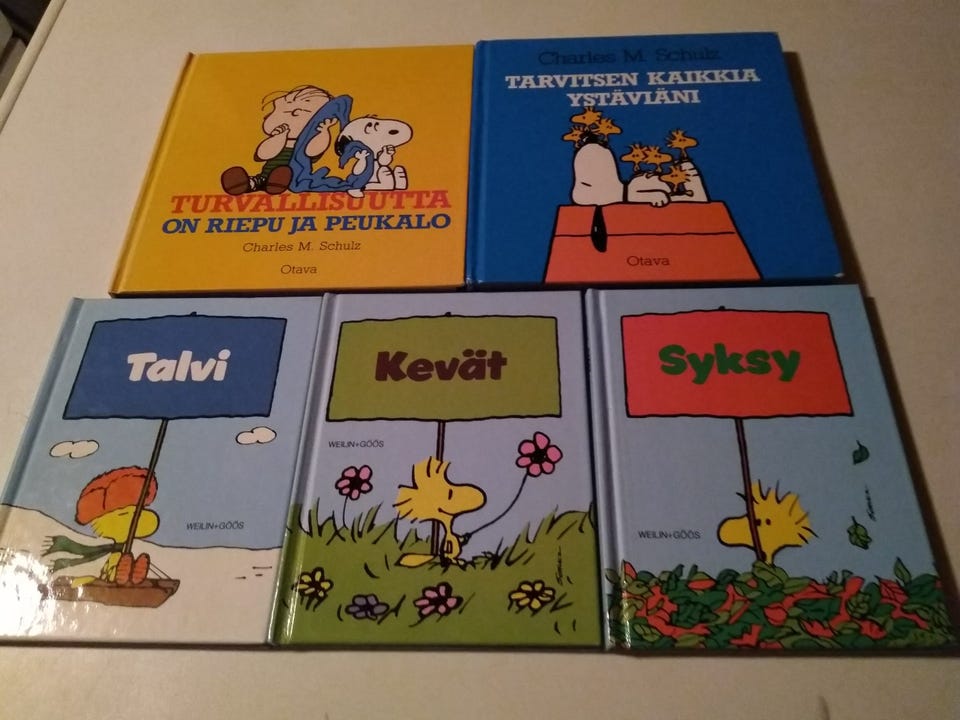 TURVALLISUUTTA
ON RIEPU JA PEUKALO
Charles M. Schulz
Otava
Charles M. Schulz
TARVITSEN KAIKKIA
YSTÄVIÄNI
Otava
Talvi
WEILIN+GÖÖS
Kevät
WEILIN+GÖÖS
Syksy
WEILIN+GÖÖS